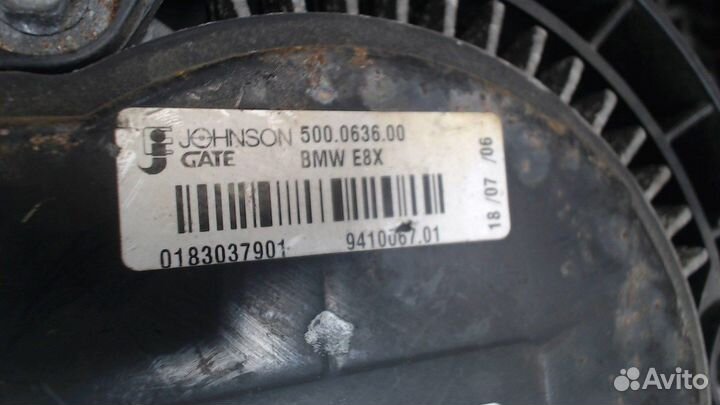 JOHNSON 500.0636.00
GATE BMW E8X
18/07/06
0183037901 9410067.01
Avito